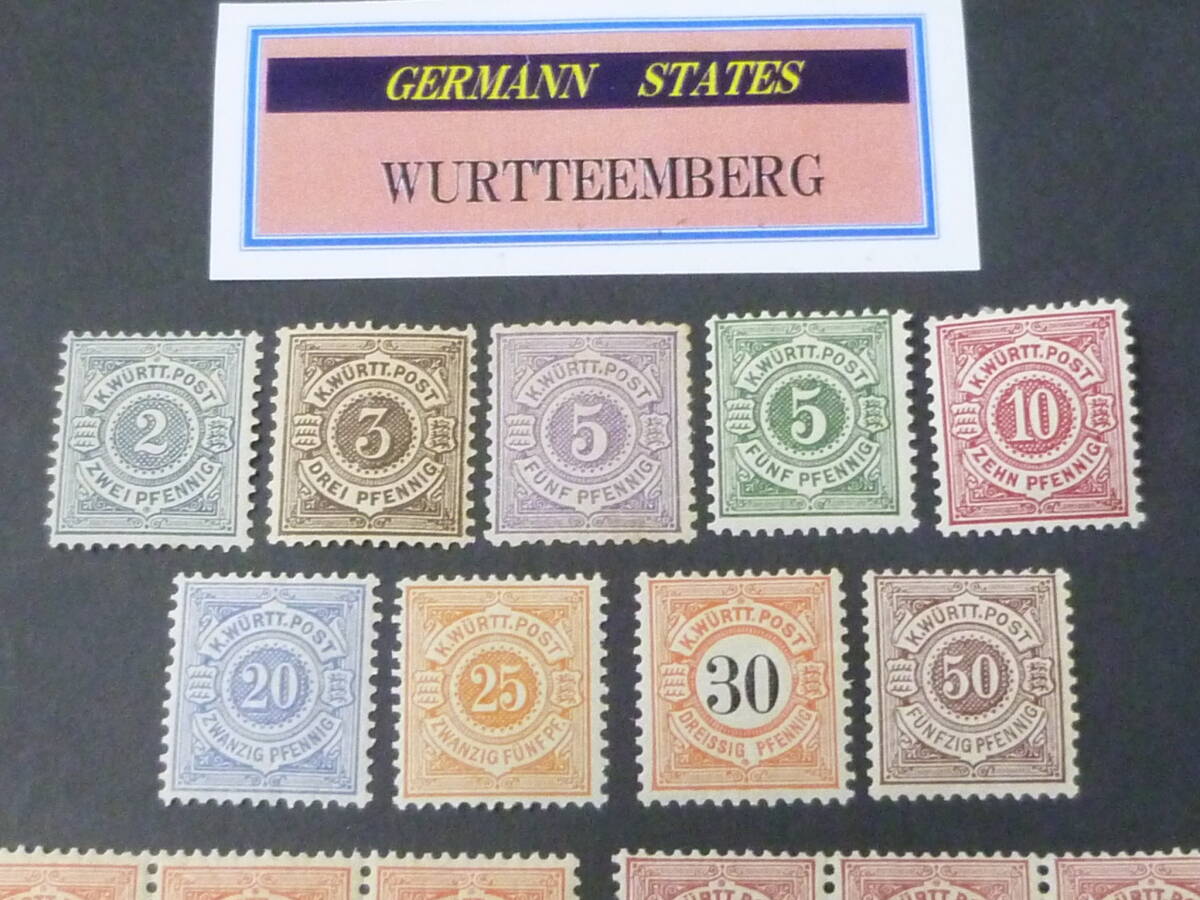 GERMANN STATES
WURTTEEMBERG
K.WÜRTT.POST
2
ZWEI PFENNIG
K.WÜRTT.POST
3
DREI PFENNIG
K.WÜRTT.POST
5
FÜNF PFENNIG
K.WÜRTT.POST
5
FÜNF PFENNIG
K.WÜRTT.POST
10
ZEHN PFENNIG
K.WÜRTT.POST
20
ZWANZIG PFENNIG
K.WÜRTT.POST
25
ZWANZIG FÜNF PF.
K.WÜRTT.POST
30
DREISSIG PFENNIG
K.WÜRTT.POST
50
FÜNFZIG PFENNIG